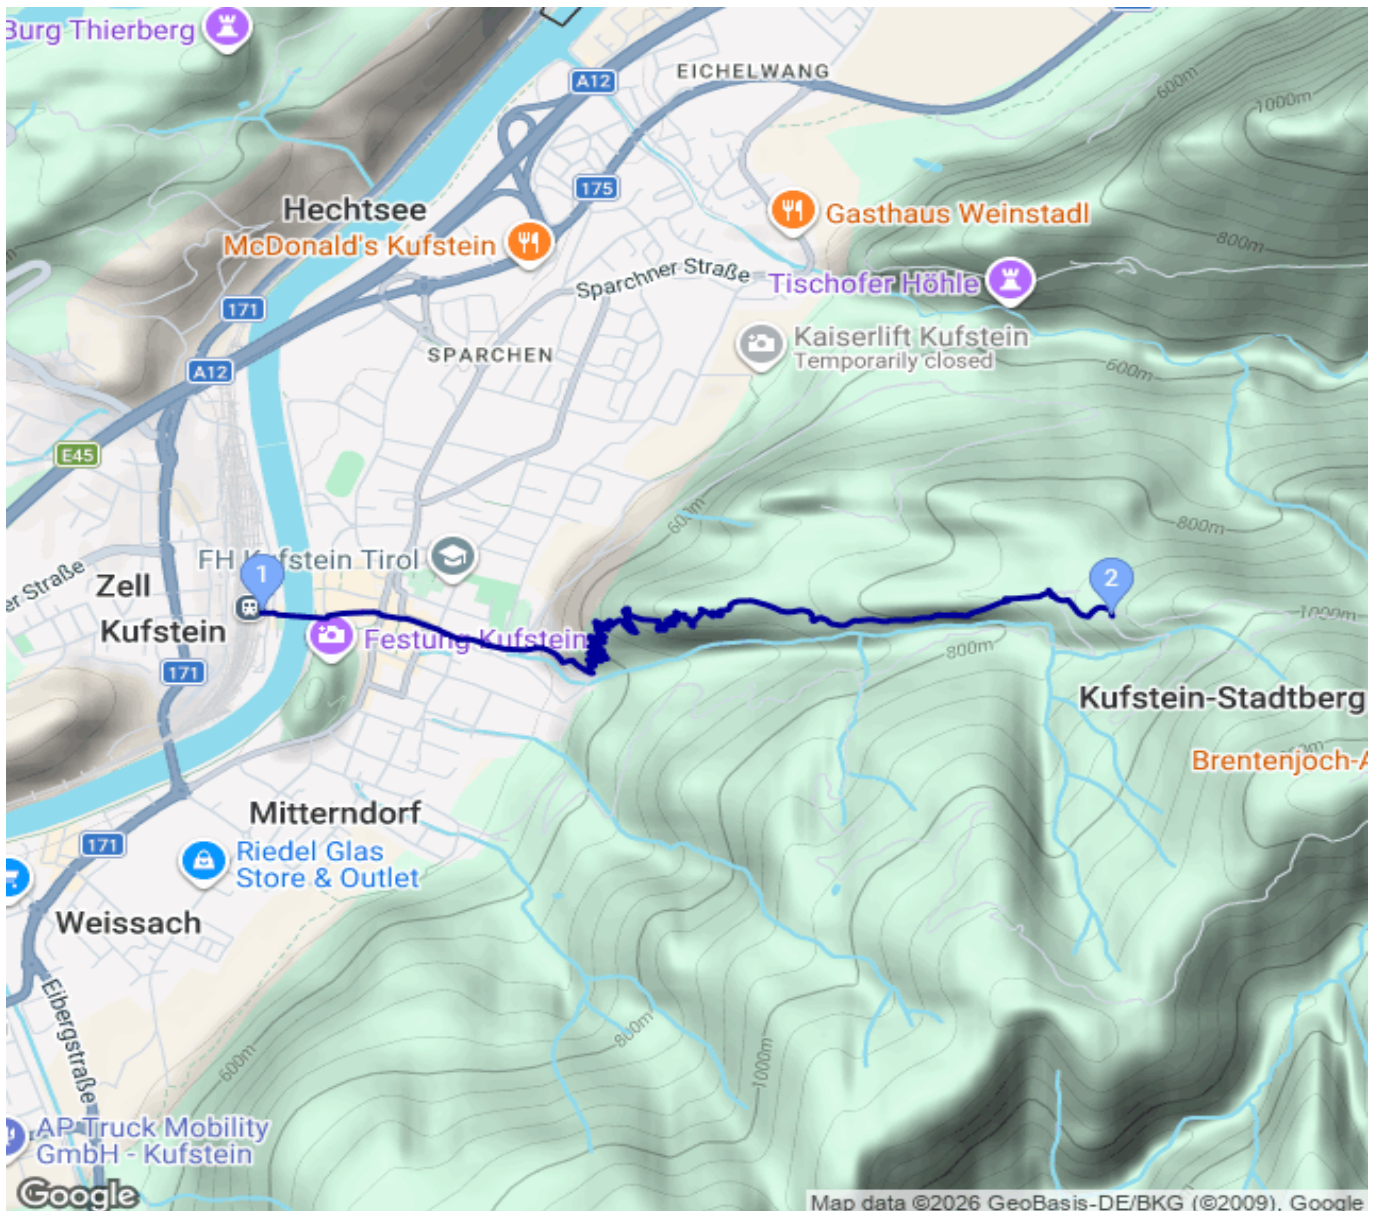 Burg Thierberg
A12
EICHELWANG
600m
1000m
175
Hechtsee
McDonald's Kufstein
Gasthaus Weinstadl
800m
Sparchner Straße
Tischofer Höhle
171
Kaiserlift Kufstein
Temporarily closed
SPARCHEN
600m
A12
E45
600m
800m
FH Kufstein Tirol
1
2
er Straße
Zell
Kufstein
Festung Kufstein
1000m
800m
171
Kufstein-Stadtberg
Brentenjoch-A
Mitterndorf
171
Riedel Glas
Store & Outlet
Weissach
Eibergstraße
600m
800m
1000m
AP Truck Mobility
GmbH - Kufstein
Google
Map data ©2026 GeoBasis-DE/BKG (©2009), Google